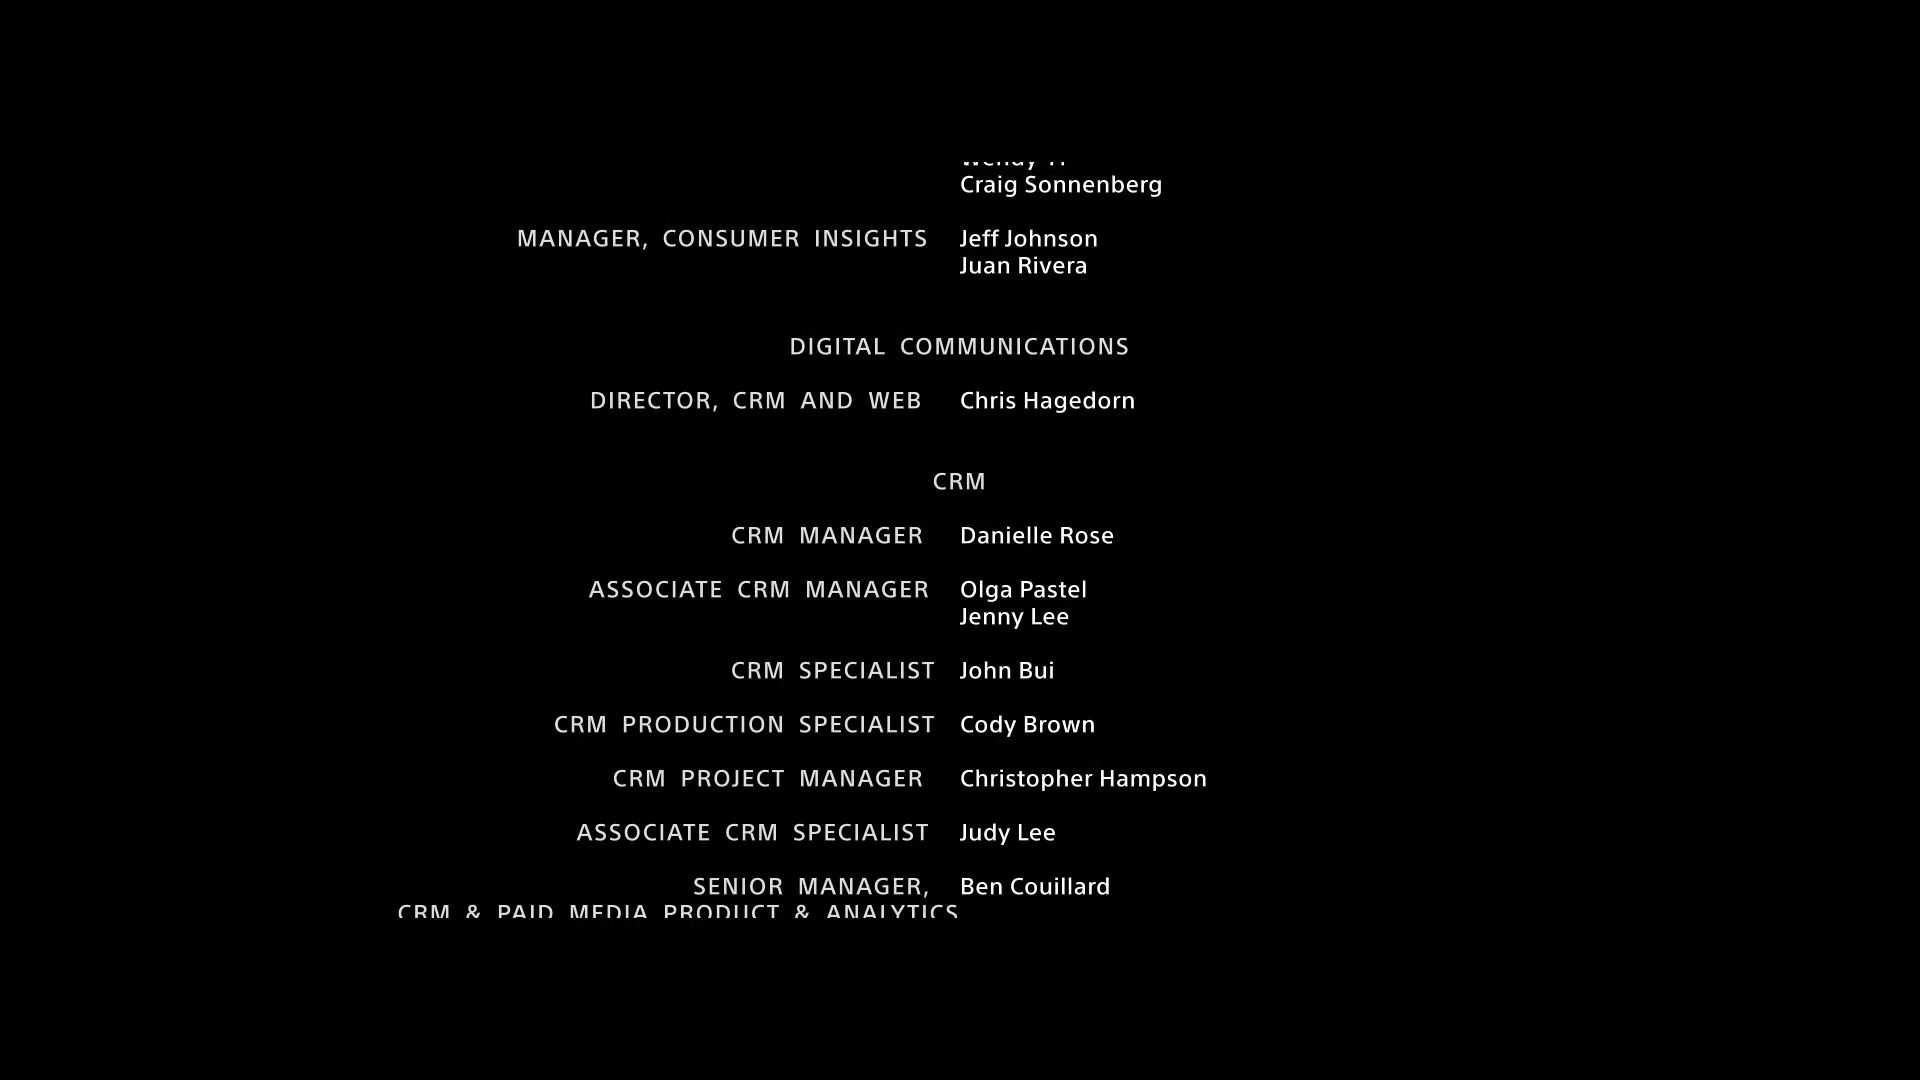 Wendy
Craig Sonnenberg
MANAGER, CONSUMER INSIGHTS Jeff Johnson
Juan Rivera
DIGITAL COMMUNICATIONS
DIRECTOR, CRM AND WEB Chris Hagedorn
CRM
CRM MANAGER Danielle Rose
ASSOCIATE CRM MANAGER Olga Pastel
Jenny Lee
CRM SPECIALIST John Bui
CRM PRODUCTION SPECIALIST Cody Brown
CRM PROJECT MANAGER Christopher Hampson
ASSOCIATE CRM SPECIALIST Judy Lee
SENIOR MANAGER, Ben Couillard
CRM & PAID MEDIA PRODUCT & ANALYTICS